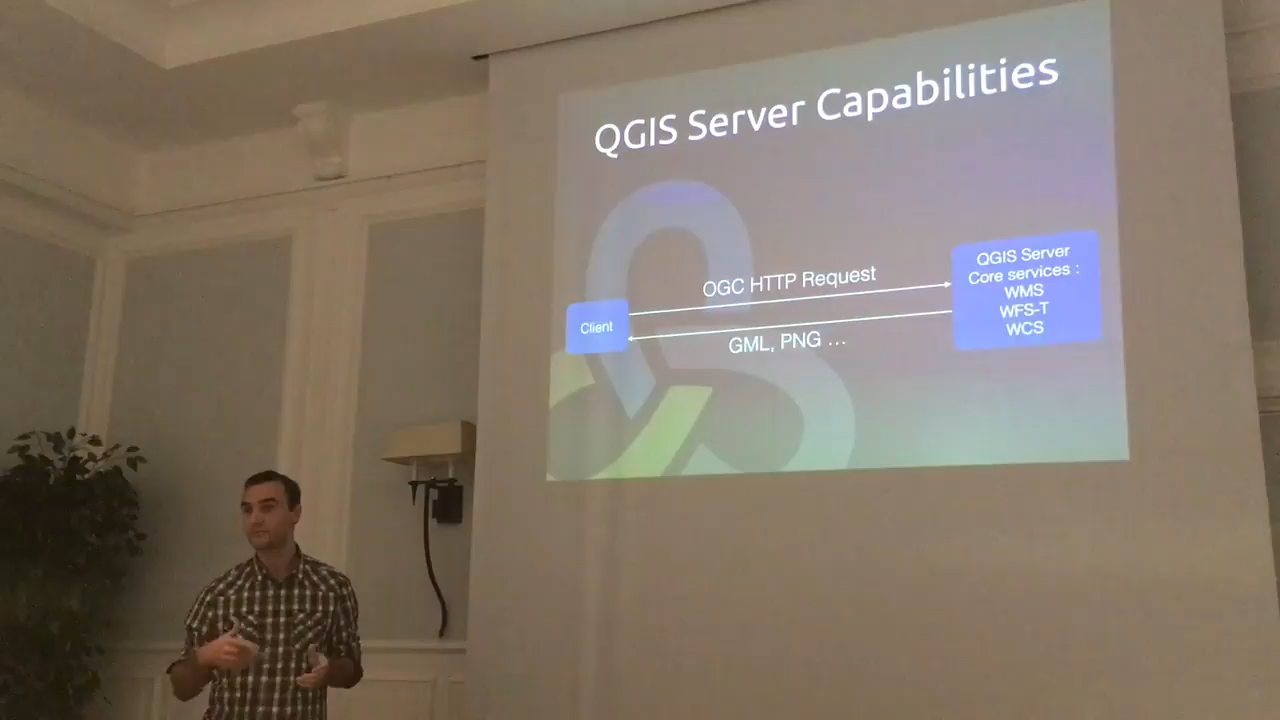 QGIS Server Capabilities
OGC HTTP Request
Client
GML, PNG ...
QGIS Server
Core services :
WMS
WFS-T
WCS